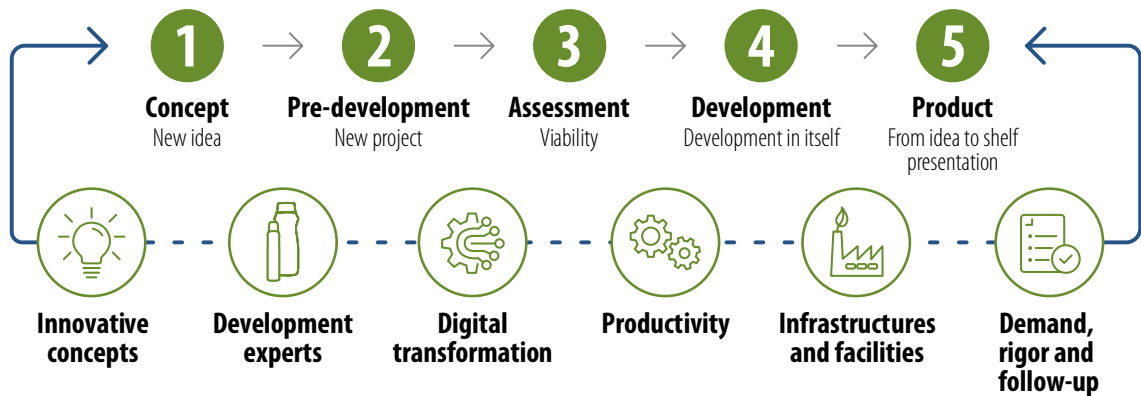 1 2 3 4 5
Concept Pre-development Assessment Development Product
New idea New project Viability Development in itself From idea to shelf
presentation
Innovative Development Digital Productivity Infrastructures Demand,
concepts experts transformation and facilities rigor and
follow-up